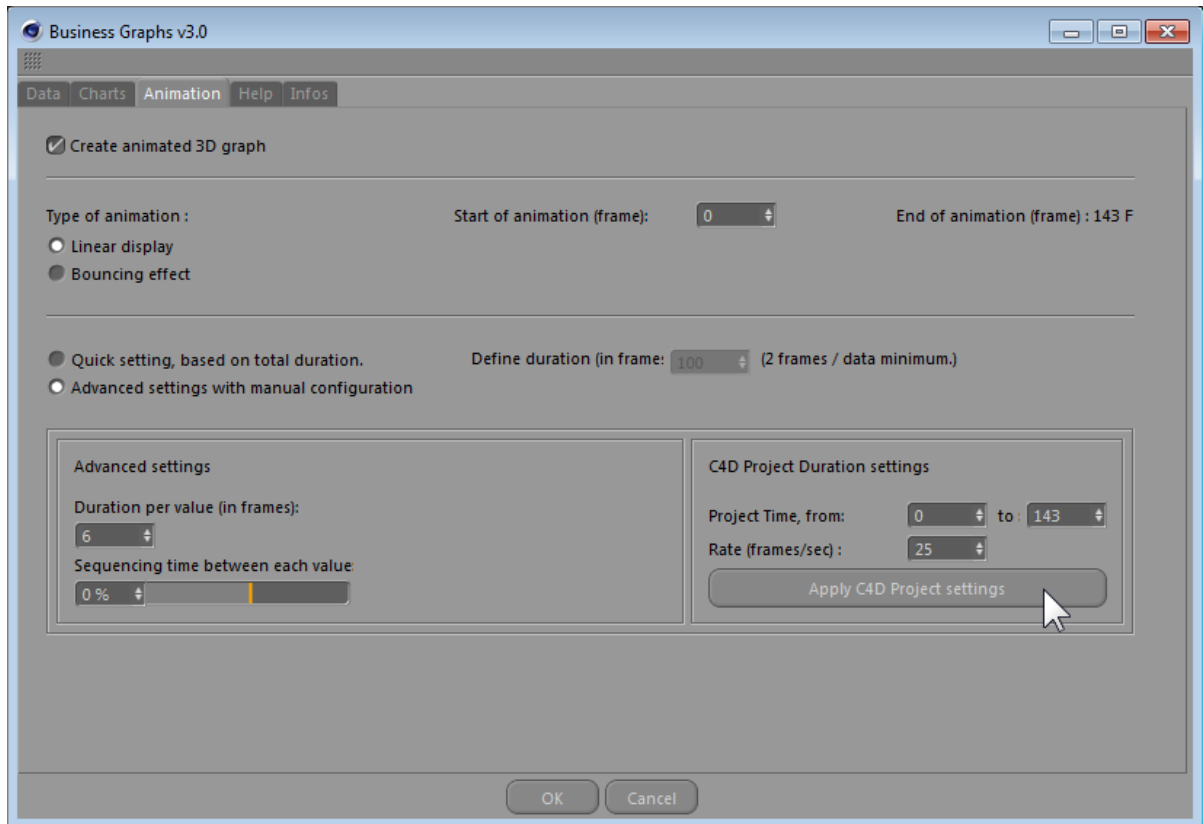 Business Graphs v3.0
Data Charts Animation Help Infos
Create animated 3D graph
Type of animation : Start of animation (frame): 0 End of animation (frame) : 143 F
Linear display
Bouncing effect
Quick setting, based on total duration. Define duration (in frame: 100 (2 frames / data minimum.)
Advanced settings with manual configuration
Advanced settings
Duration per value (in frames):
6
Sequencing time between each value:
0 %
C4D Project Duration settings
Project Time, from: 0 to : 143
Rate (frames/sec) : 25
Apply C4D Project settings
OK Cancel